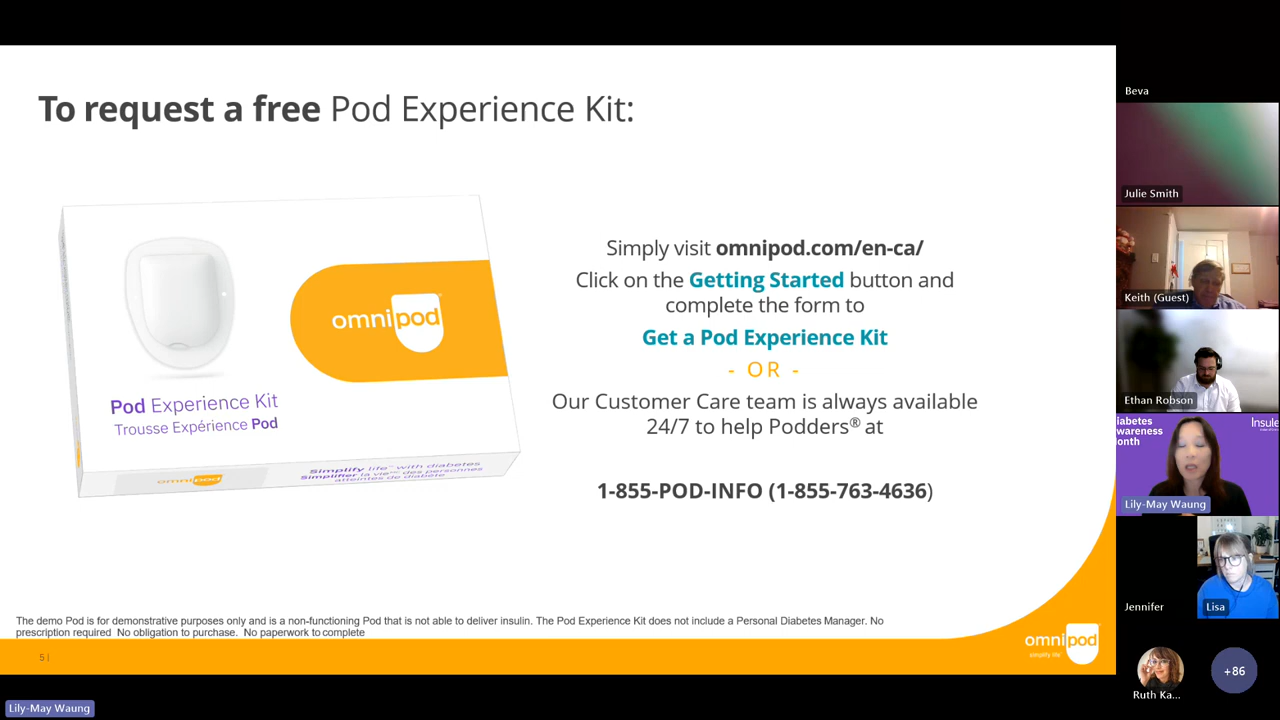 To request a free Pod Experience Kit:
omnipod®
Pod Experience Kit
Trousse Expérience Pod
omnipod
Simplify life™ with diabetes
Simplifier la vie™ des personnes
atteintes de diabète
Simply visit omnipod.com/en-ca/
Click on the Getting Started button and
complete the form to
Get a Pod Experience Kit
- OR -
Our Customer Care team is always available
24/7 to help Podders® at
1-855-POD-INFO (1-855-763-4636)
The demo Pod is for demonstrative purposes only and is a non-functioning Pod that is not able to deliver insulin. The Pod Experience Kit does not include a Personal Diabetes Manager. No
prescription required  No obligation to purchase.  No paperwork to complete
5 |
omnipod
simplify life™
Lily-May Waung
Beva
Julie Smith
Keith (Guest)
Ethan Robson
iabetes
wareness
onth
Insule
Lily-May Waung
Jennifer
Lisa
Ruth Ka...
+86